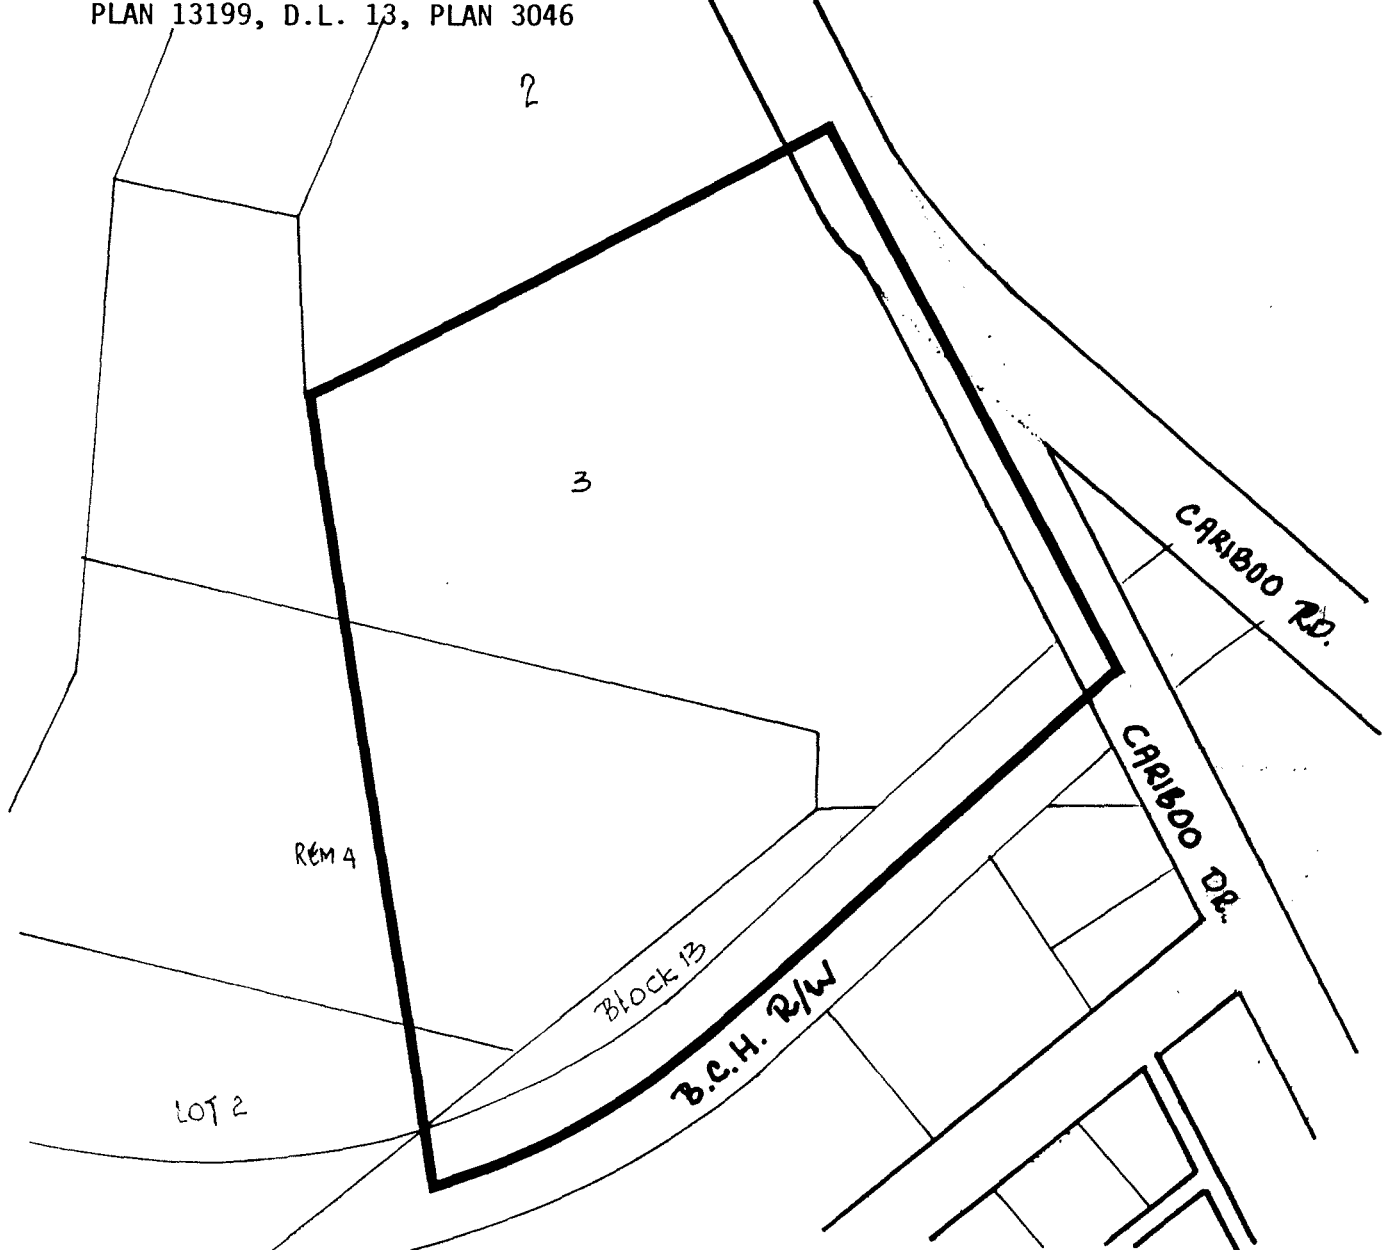 PLAN 13199, D.L. 13, PLAN 3046
2
3
CARIBOO RD.
CARIBOO DR.
REM 4
Block 13
B.C.H. R/W
LOT 2